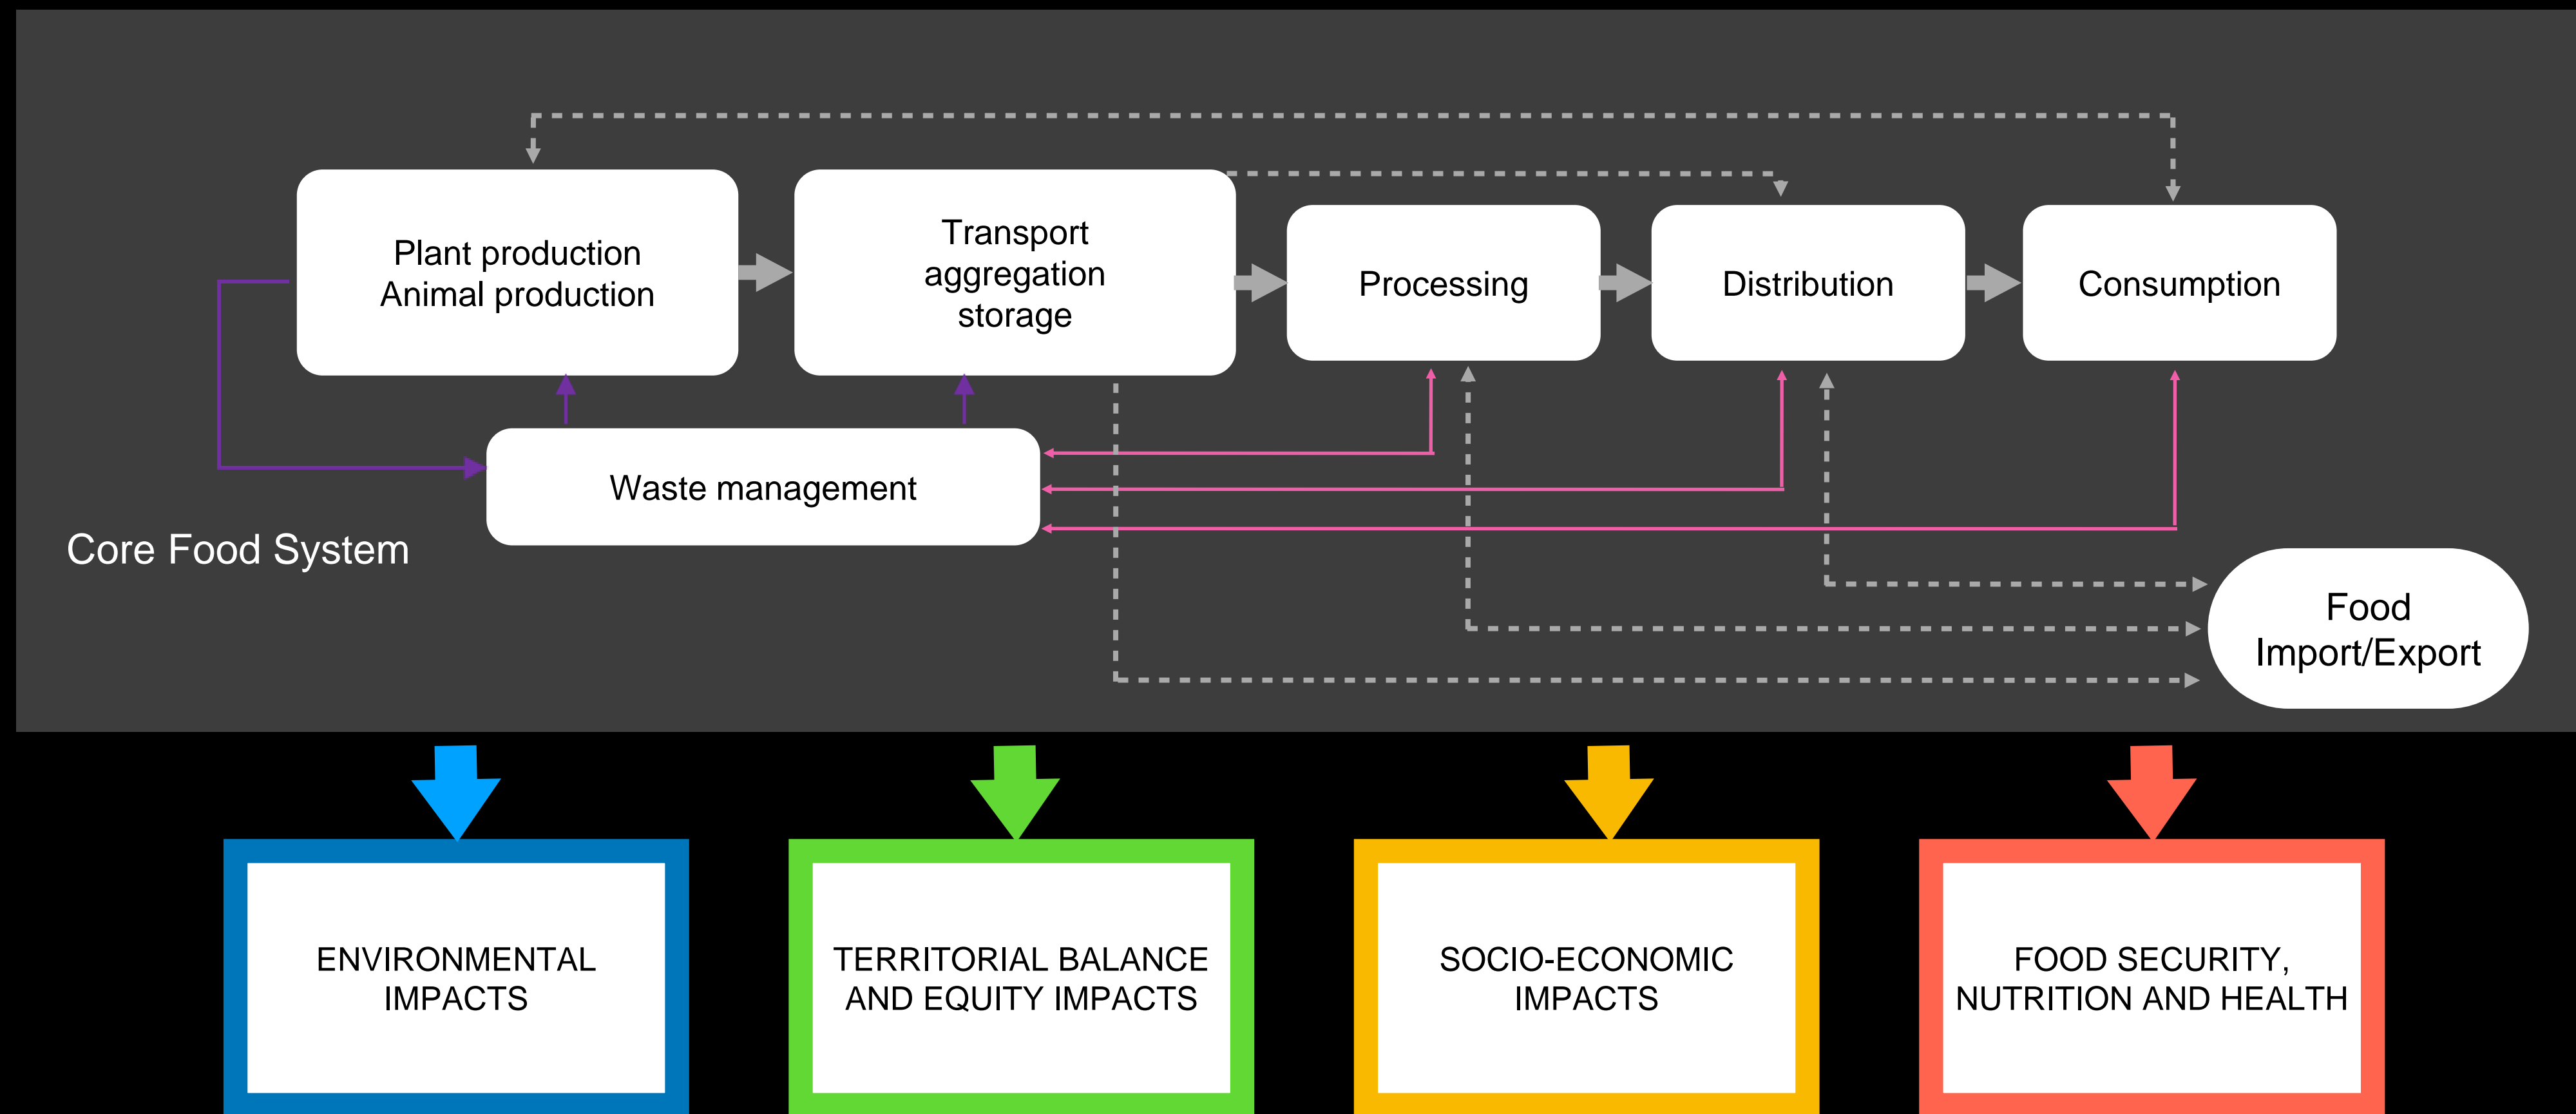 Plant production
Animal production
Transport
aggregation
storage
Processing
Distribution
Consumption
Waste management
Core Food System
Food
Import/Export
ENVIRONMENTAL
IMPACTS
TERRITORIAL BALANCE
AND EQUITY IMPACTS
SOCIO-ECONOMIC
IMPACTS
FOOD SECURITY,
NUTRITION AND HEALTH